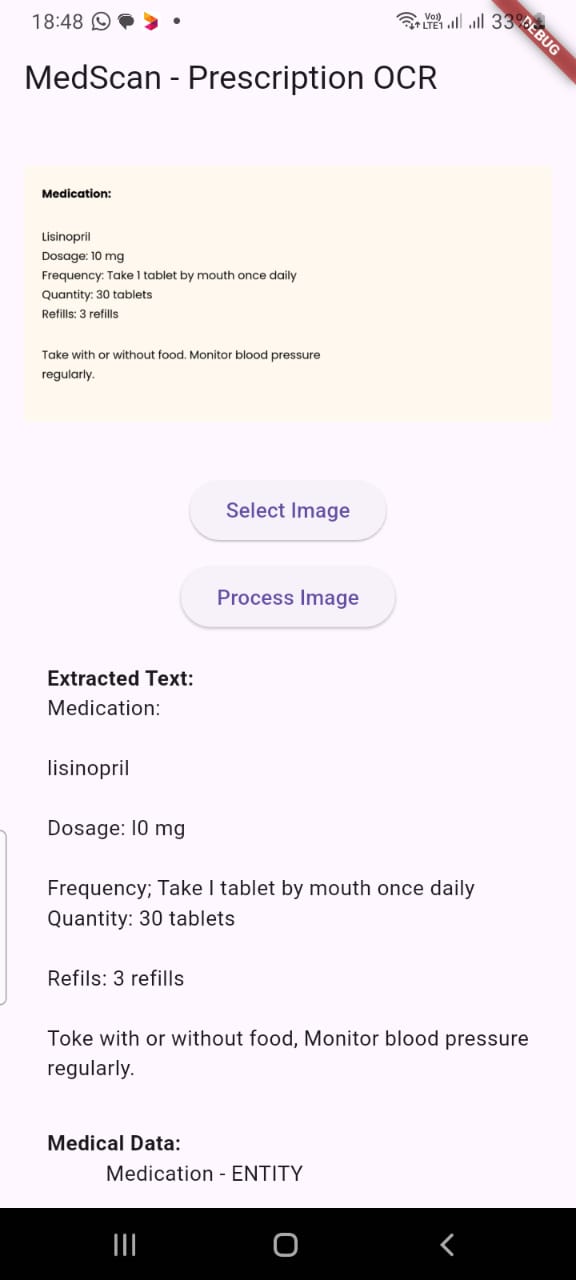 18:48
Vo))
LTE1
33%
DEBUG
MedScan - Prescription OCR
Medication:
Lisinopril
Dosage: 10 mg
Frequency: Take 1 tablet by mouth once daily
Quantity: 30 tablets
Refills: 3 refills
Take with or without food. Monitor blood pressure
regularly.
Select Image
Process Image
Extracted Text:
Medication:
lisinopril
Dosage: l0 mg
Frequency; Take I tablet by mouth once daily
Quantity: 30 tablets
Refils: 3 refills
Toke with or without food, Monitor blood pressure
regularly.
Medical Data:
Medication - ENTITY